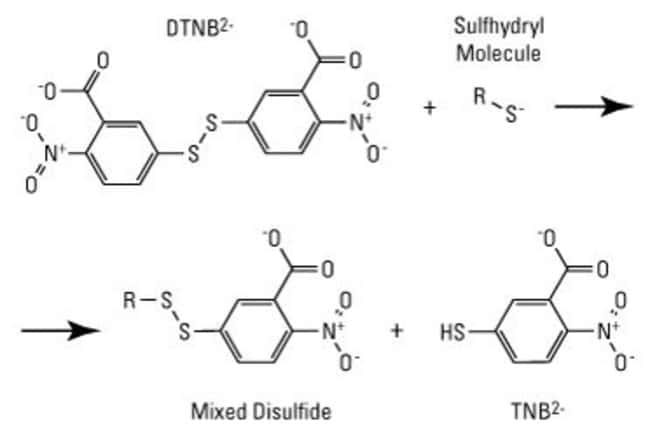 DTNB2-
Sulfhydryl
Molecule
-O
O
-O
O
-O
N+
O
S
S
-O
O
O
N+
O-
+
R
S-
R-S
S
-O
O
O
N+
O-
+
HS
-O
O
O
N+
O-
Mixed Disulfide
TNB2-